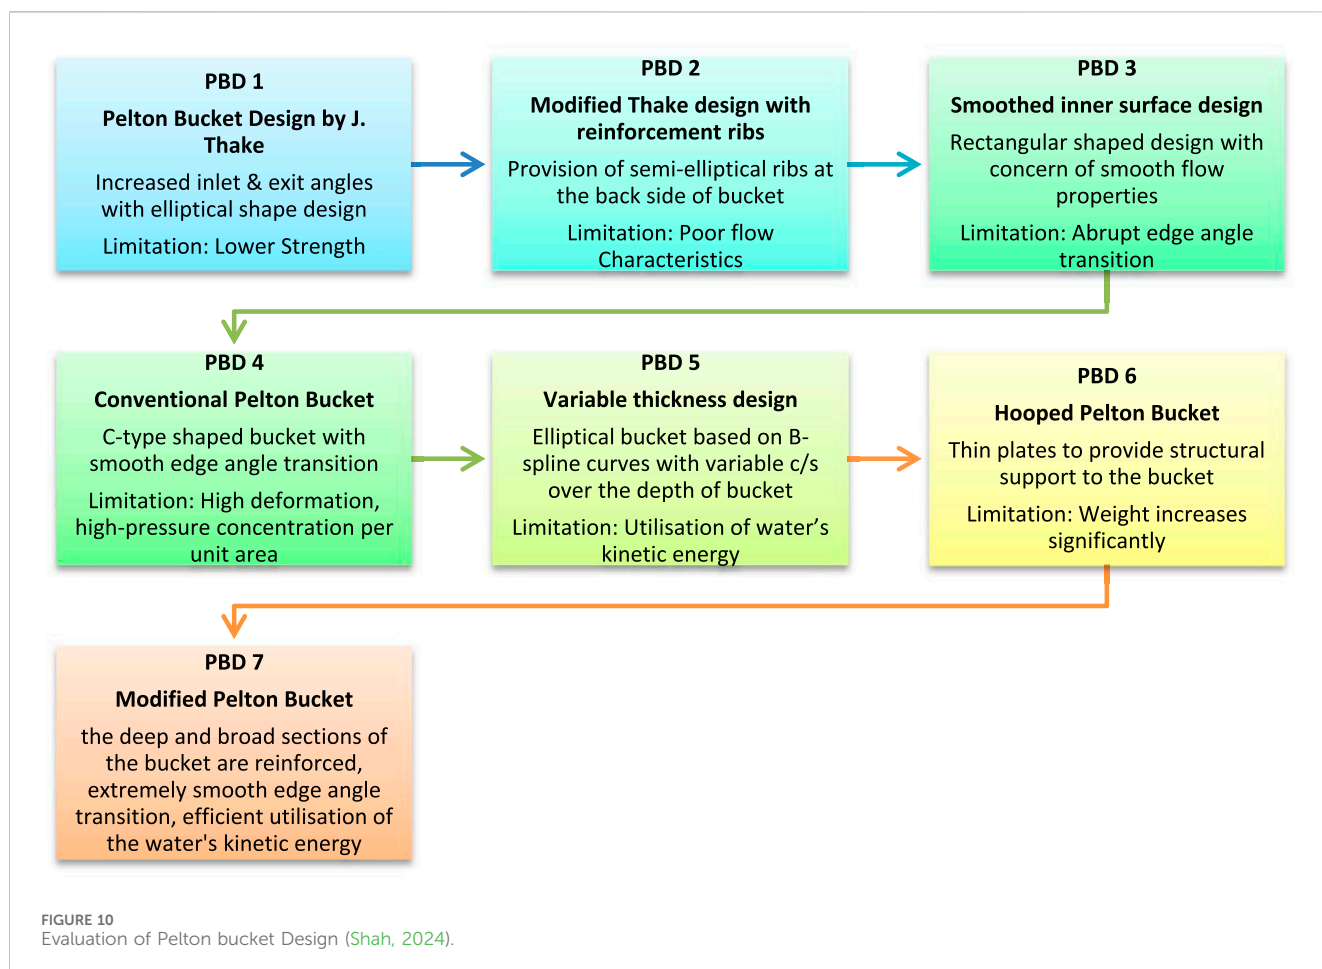 PBD 1
Pelton Bucket Design by J.
Thake
Increased inlet & exit angles
with elliptical shape design
Limitation: Lower Strength
PBD 2
Modified Thake design with
reinforcement ribs
Provision of semi-elliptical ribs at
the back side of bucket
Limitation: Poor flow
Characteristics
PBD 3
Smoothed inner surface design
Rectangular shaped design with
concern of smooth flow
properties
Limitation: Abrupt edge angle
transition
PBD 4
Conventional Pelton Bucket
C-type shaped bucket with
smooth edge angle transition
Limitation: High deformation,
high-pressure concentration per
unit area
PBD 5
Variable thickness design
Elliptical bucket based on B-
spline curves with variable c/s
over the depth of bucket
Limitation: Utilisation of water’s
kinetic energy
PBD 6
Hooped Pelton Bucket
Thin plates to provide structural
support to the bucket
Limitation: Weight increases
significantly
PBD 7
Modified Pelton Bucket
the deep and broad sections of
the bucket are reinforced,
extremely smooth edge angle
transition, efficient utilisation of
the water's kinetic energy
FIGURE 10
Evaluation of Pelton bucket Design (Shah, 2024).